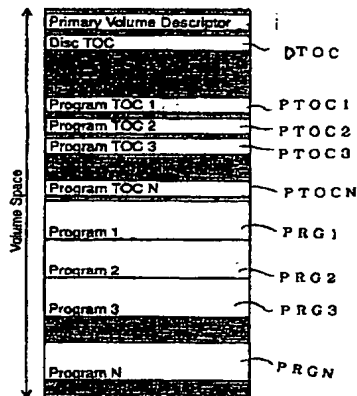 Primary Volume Descriptor i
Disc TOC DTOC
Program TOC 1 PTOC1
Program TOC 2 PTOC2
Program TOC 3 PTOC3
Program TOC N PTOCN
Program 1 PRG1
Program 2 PRG2
Program 3 PRG3
Program N PRGN
Volume Space